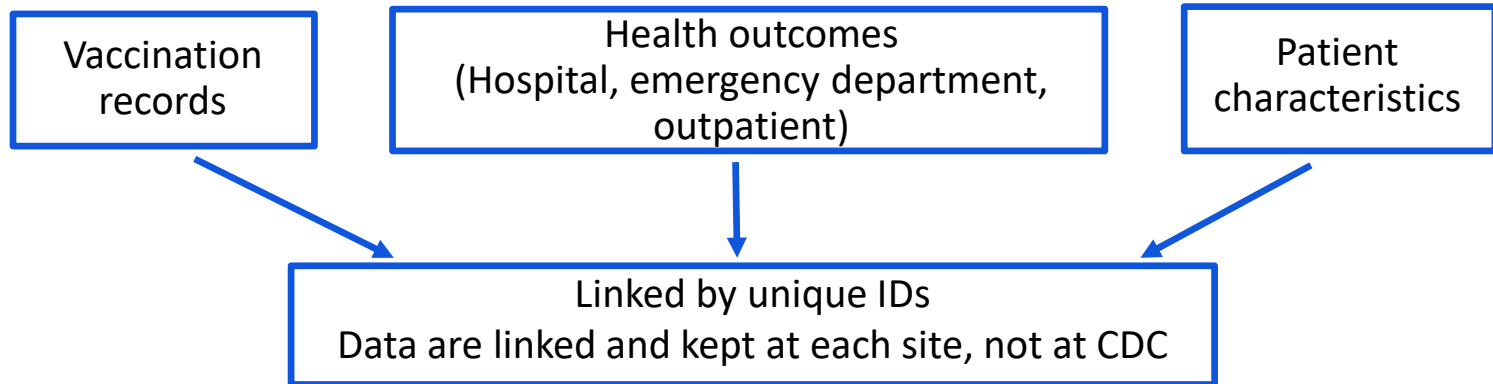 Vaccination
records
Health outcomes
(Hospital, emergency department,
outpatient)
Patient
characteristics
Linked by unique IDs
Data are linked and kept at each site, not at CDC